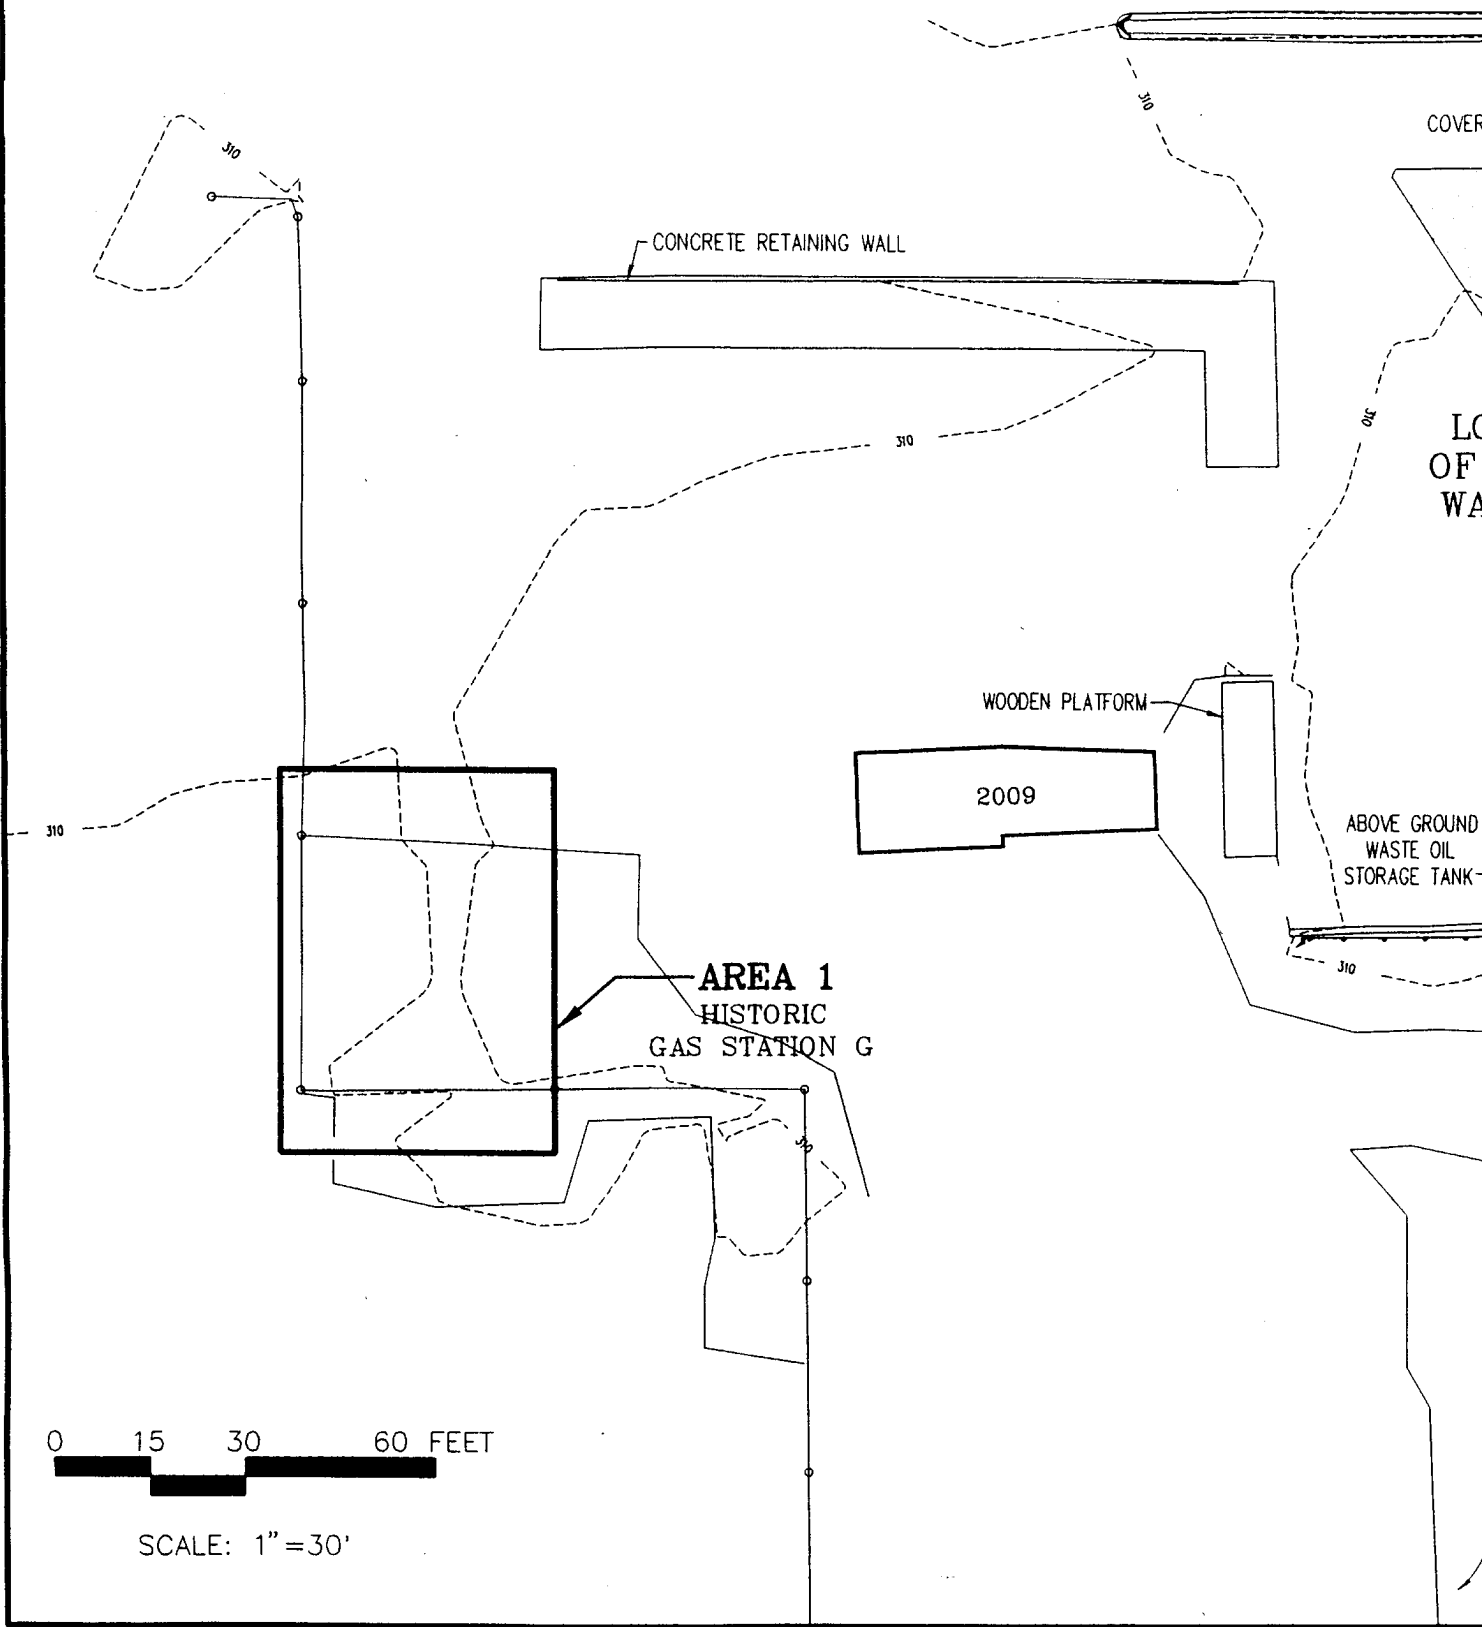 310
COVER
310
CONCRETE RETAINING WALL
310
310
LO
OF
WA
WOODEN PLATFORM
2009
310
ABOVE GROUND
WASTE OIL
STORAGE TANK
310
AREA 1
HISTORIC
GAS STATION G
310
0 15 30 60 FEET
SCALE: 1"=30'